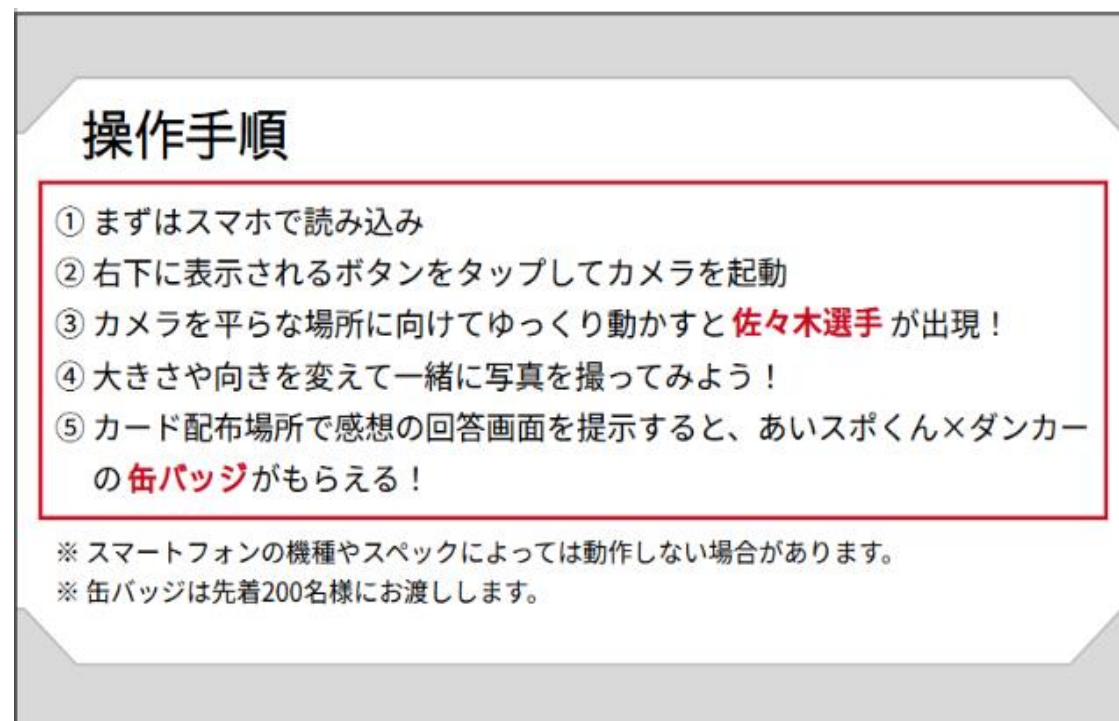 操作手順
① まずはスマホで読み込み
② 右下に表示されるボタンをタップしてカメラを起動
③ カメラを平らな場所に向けてゆっくり動かすと佐々木選手 が出現！
④ 大きさや向きを変えて一緒に写真を撮ってみよう！
⑤ カード配布場所で感想の回答画面を提示すると、あいスポくん×ダンカー
の缶バッジがもらえる！
※ スマートフォンの機種やスペックによっては動作しない場合があります。
※ 缶バッジは先着200名様にお渡しします。